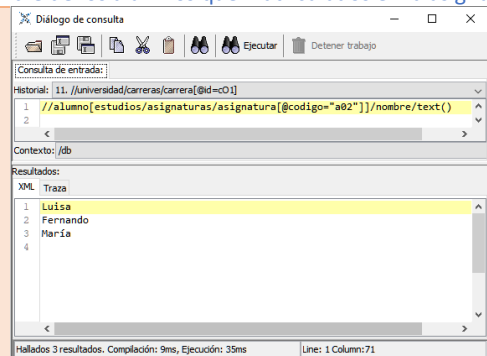 Diálogo de consulta
Ejecutar
Detener trabajo
Consulta de entrada:
Historial: 11. //universidad/carreras/carrera[@id=c01]
1 //alumno[estudios/asignaturas/asignatura[@codigo="a02"]]/nombre/text()
2
Contexto: /db
Resultados:
XML Traza
1 Luisa
2 Fernando
3 María
4
Hallados 3 resultados. Compilación: 9ms, Ejecución: 35ms Line: 1 Column:71